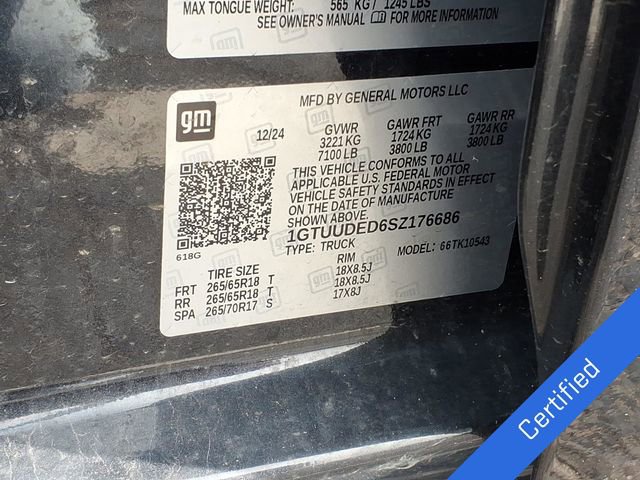 MAX TONGUE WEIGHT: 565 KG / 1245 LBS
SEE OWNER'S MANUAL FOR MORE INFORMATION
gm
MFD BY GENERAL MOTORS LLC
12/24 GVWR GAWR FRT GAWR RR
3221 KG 1724 KG 1724 KG
7100 LB 3800 LB 3800 LB
THIS VEHICLE CONFORMS TO ALL
APPLICABLE U.S. FEDERAL MOTOR
VEHICLE SAFETY STANDARDS IN EFFECT
ON THE DATE OF MANUFACTURE
SHOWN ABOVE.
1GTUUDED6SZ176686
618G
TYPE: TRUCK MODEL: 66TK10543
TIRE SIZE RIM
FRT 265/65R18 T 18X8.5J
RR 265/65R18 T 18X8.5J
SPA 265/70R17 S 17X8J
Certified